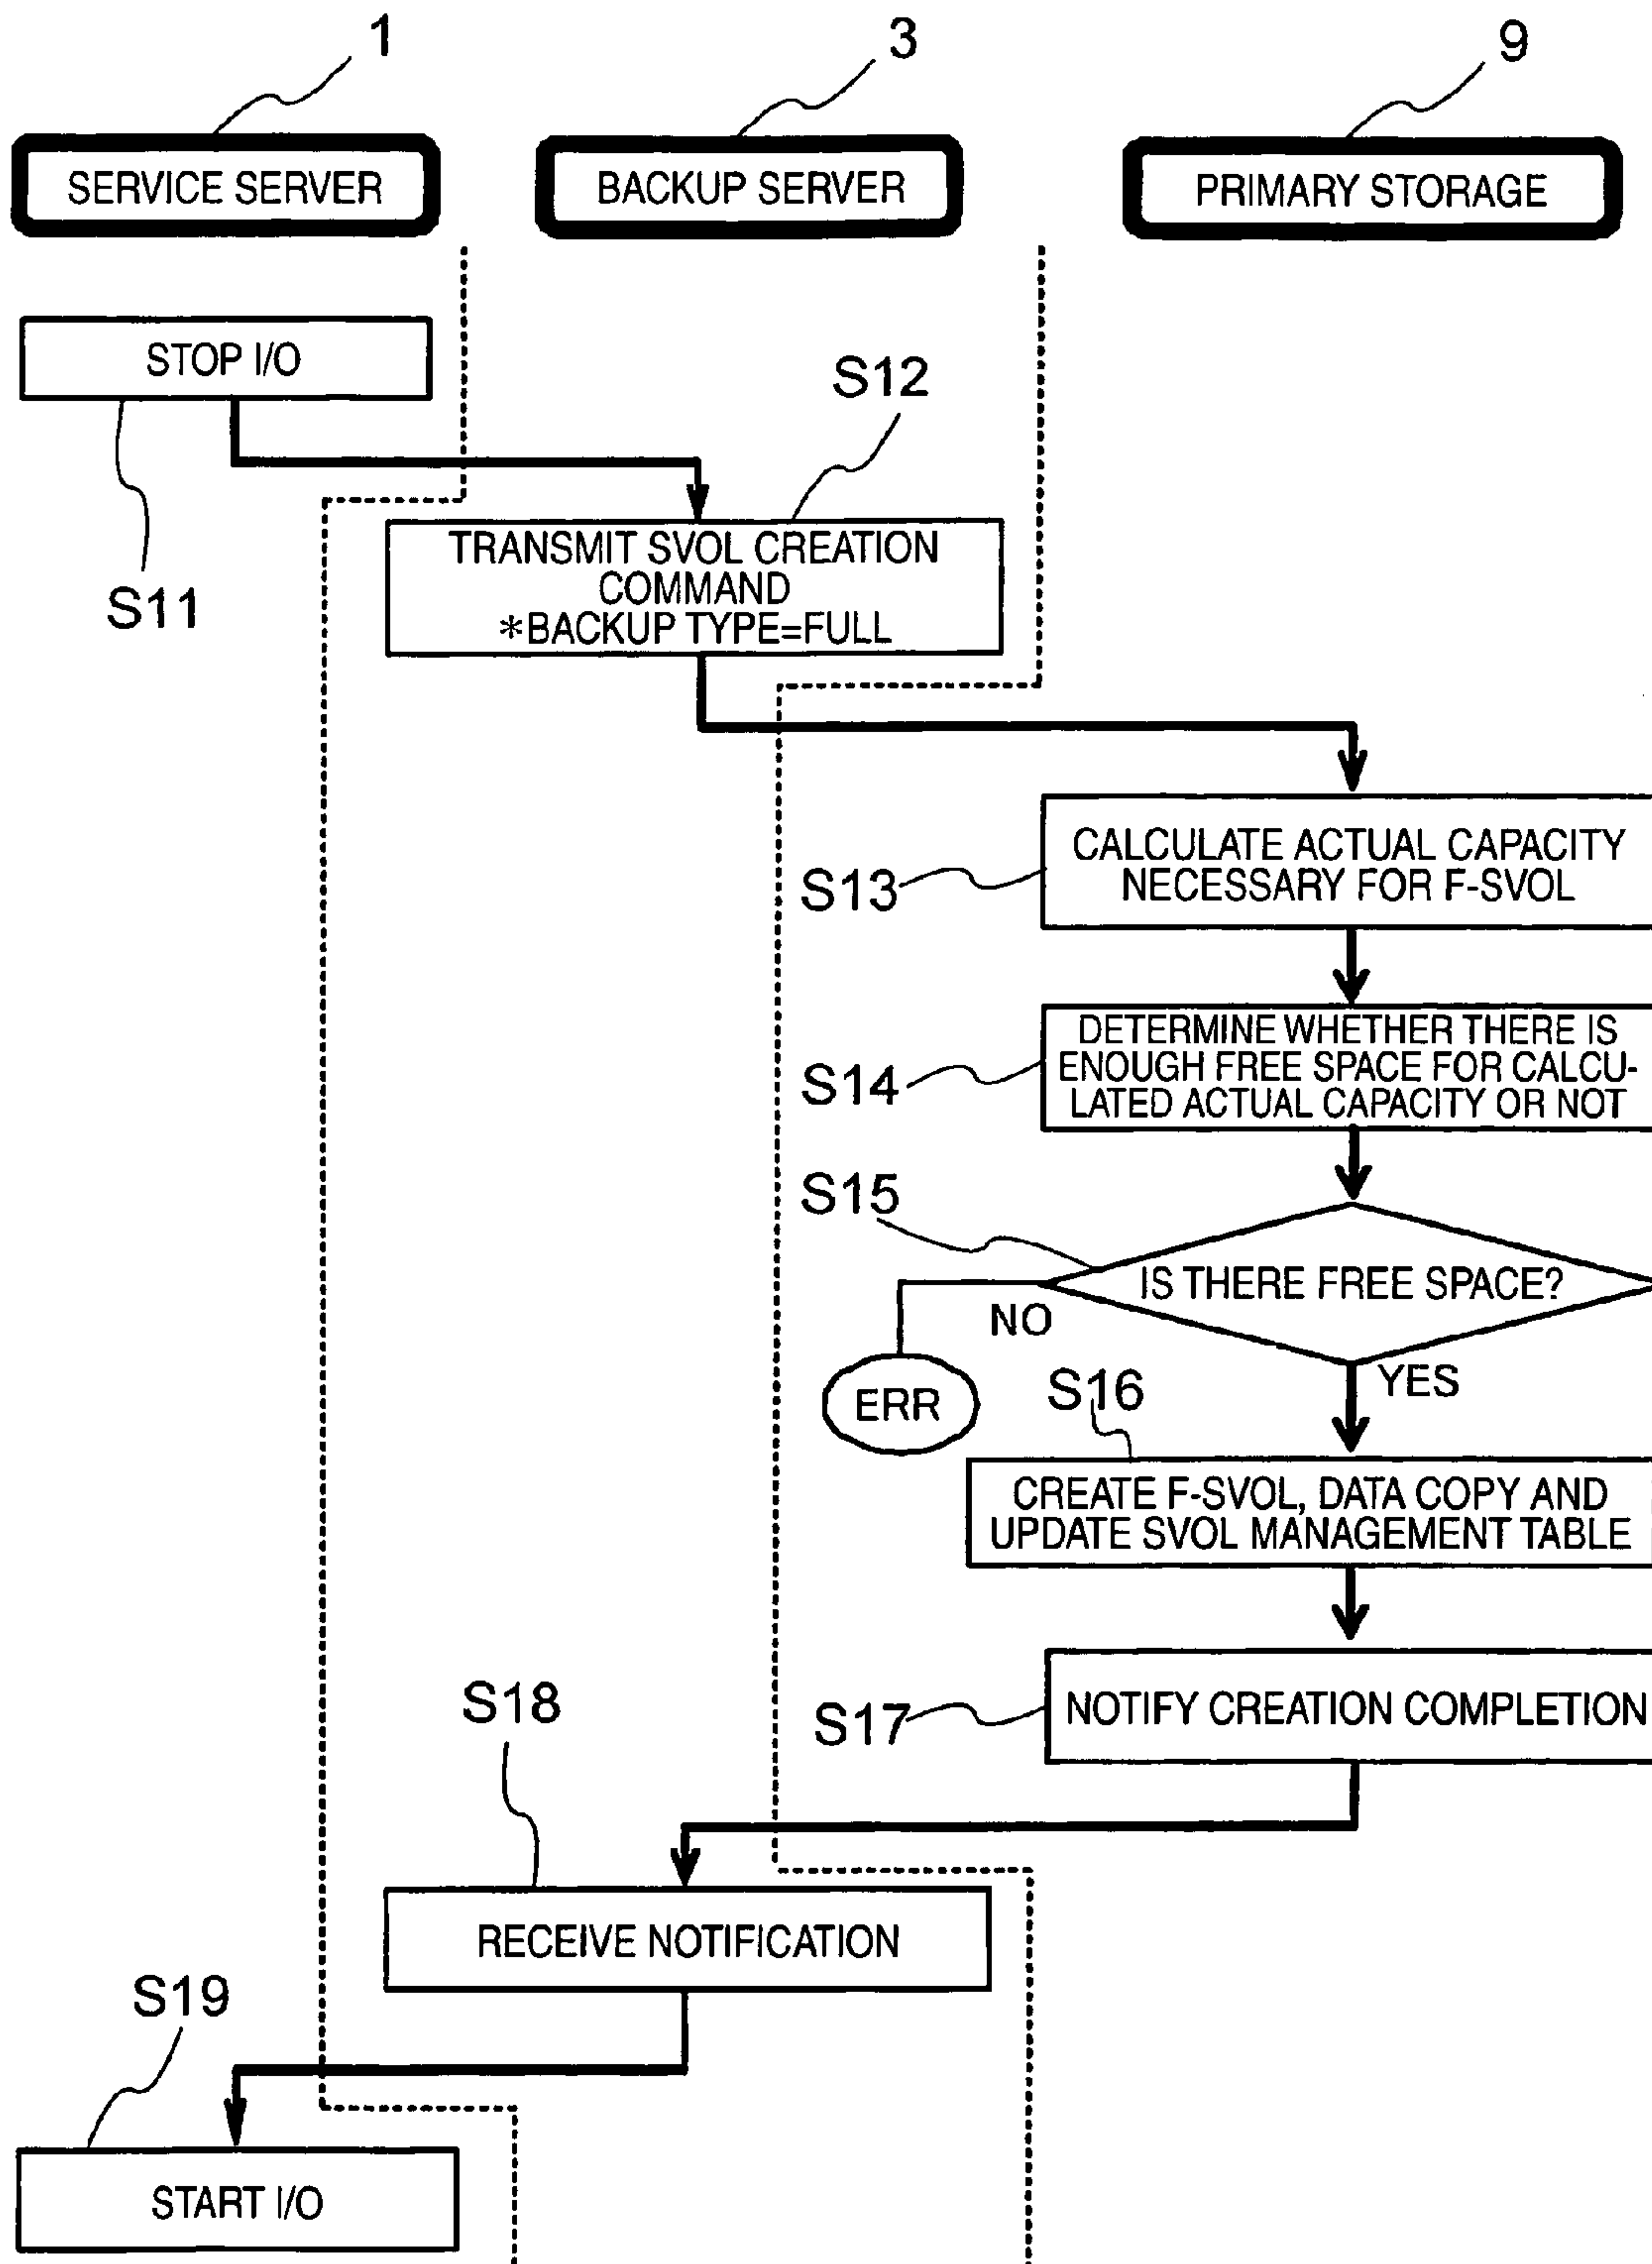 1
3
9
SERVICE SERVER
BACKUP SERVER
PRIMARY STORAGE
STOP I/O
S11
S12
TRANSMIT SVOL CREATION
COMMAND
*BACKUP TYPE=FULL
S13
CALCULATE ACTUAL CAPACITY
NECESSARY FOR F-SVOL
S14
DETERMINE WHETHER THERE IS
ENOUGH FREE SPACE FOR CALCU-
LATED ACTUAL CAPACITY OR NOT
S15
IS THERE FREE SPACE?
NO
ERR
YES
S16
CREATE F-SVOL, DATA COPY AND
UPDATE SVOL MANAGEMENT TABLE
S17
NOTIFY CREATION COMPLETION
S18
RECEIVE NOTIFICATION
S19
START I/O